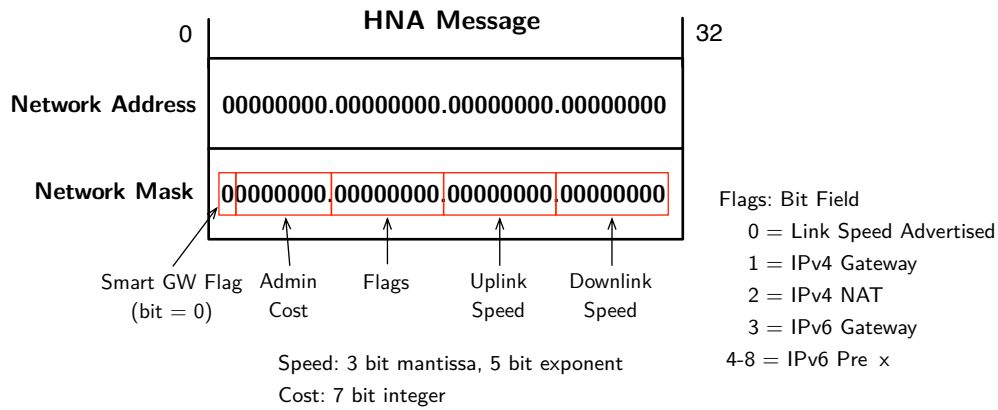 HNA Message
0 32
Network Address 00000000.00000000.00000000.00000000
Network Mask 00000000.00000000.00000000.00000000
Smart GW Flag
(bit = 0)
Admin
Cost
Flags
Uplink
Speed
Downlink
Speed
Speed: 3 bit mantissa, 5 bit exponent
Cost: 7 bit integer
Flags: Bit Field
0 = Link Speed Advertised
1 = IPv4 Gateway
2 = IPv4 NAT
3 = IPv6 Gateway
4-8 = IPv6 Pre x